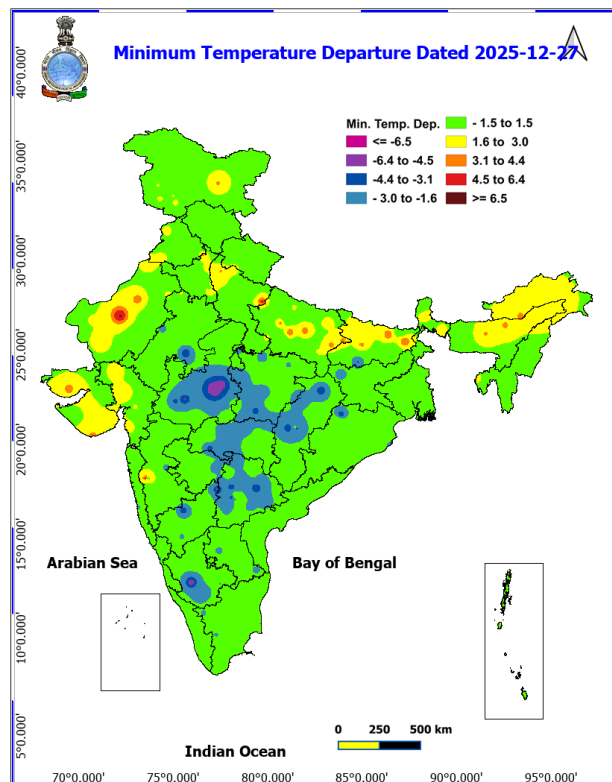 Minimum Temperature Departure Dated 2025-12-27
Min. Temp. Dep.
<= -6.5
-6.4 to -4.5
-4.4 to -3.1
- 3.0 to -1.6
- 1.5 to 1.5
1.6 to 3.0
3.1 to 4.4
4.5 to 6.4
>= 6.5
40°0.000'
35°0.000'
30°0.000'
25°0.000'
20°0.000'
15°0.000'
10°0.000'
5°0.000'
Arabian Sea
Bay of Bengal
0 250 500 km
Indian Ocean
70°0.000' 75°0.000' 80°0.000' 85°0.000' 90°0.000' 95°0.000'